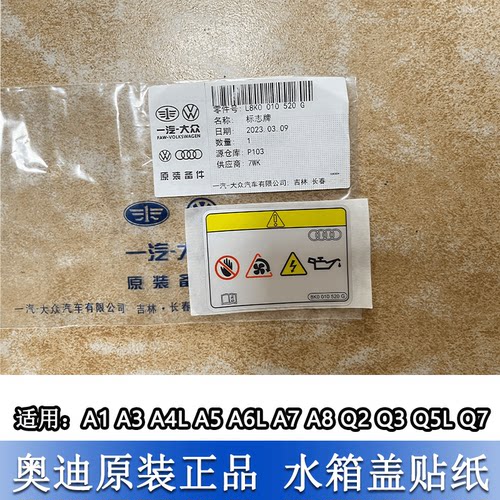 零件号: LBK0 010 520 G
名称: 标志牌
日期: 2023.03.09
数量: 1
源仓库: P103
供应商: 7WK
一汽-大众
FAW-VOLKSWAGEN
原装备件
一汽-大众汽车有限公司: 吉林 长春
一汽-大众
原装备
一汽-大众汽车有限公司 吉林·长春
8K0 010 520 G
适用：A1 A3 A4L A5 A6L A7 A8 Q2 Q3 Q5L Q7
奥迪原装正品 水箱盖贴纸